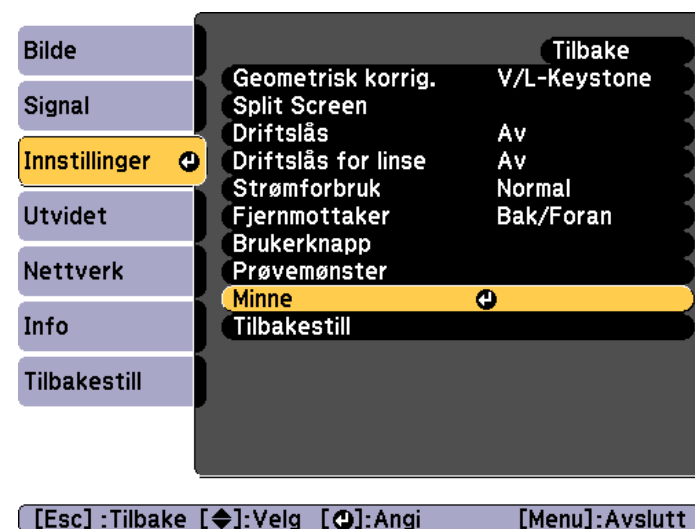 Bilde
Signal
Innstillinger
Utvidet
Nettverk
Info
Tilbakestill
Tilbake
Geometrisk korrig. V/L-Keystone
Split Screen
Driftslås Av
Driftslås for linse Av
Strømforbruk Normal
Fjernmottaker Bak/Foran
Brukerknapp
Prøvemønster
Minne
Tilbakestill
[Esc] :Tilbake [◆]:Velg [⏎]:Angi [Menu]:Avslutt